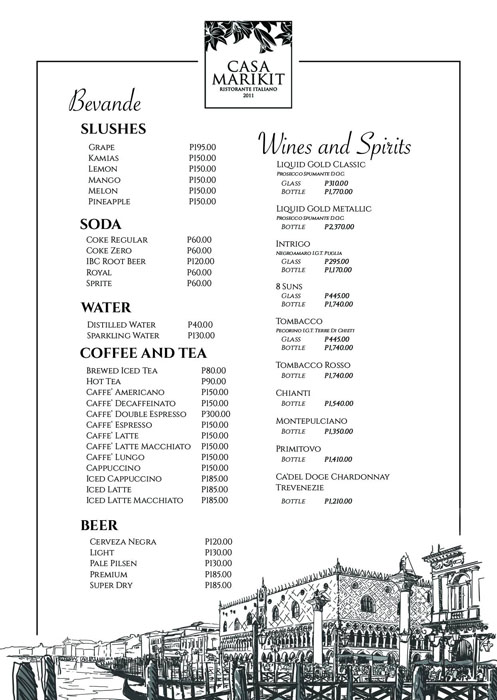 CASA
MARIKIT
RISTORANTE ITALIANO
2011
Bevande
SLUSHES
GRAPE P195.00
KAMIAS P150.00
LEMON P150.00
MANGO P150.00
MELON P150.00
PINEAPPLE P150.00
SODA
COKE REGULAR P60.00
COKE ZERO P60.00
IBC ROOT BEER P120.00
ROYAL P60.00
SPRITE P60.00
WATER
DISTILLED WATER P40.00
SPARKLING WATER P130.00
COFFEE AND TEA
BREWED ICED TEA P80.00
HOT TEA P90.00
CAFFE' AMERICANO P150.00
CAFFE' DECAFFEINATO P150.00
CAFFE' DOUBLE ESPRESSO P300.00
CAFFE' ESPRESSO P150.00
CAFFE' LATTE P150.00
CAFFE' LATTE MACCHIATO P150.00
CAFFE' LUNGO P150.00
CAPPUCCINO P150.00
ICED CAPPUCCINO P185.00
ICED LATTE P185.00
ICED LATTE MACCHIATO P185.00
BEER
CERVEZA NEGRA P120.00
LIGHT P130.00
PALE PILSEN P130.00
PREMIUM P185.00
SUPER DRY P185.00
Wines and Spirits
LIQUID GOLD CLASSIC
PROSECCO SPUMANTE D.O.C.
GLASS P310.00
BOTTLE P1,770.00
LIQUID GOLD METALLIC
PROSECCO SPUMANTE D.O.C.
BOTTLE P2,370.00
INTRIGO
NEGROAMARO I.G.T. PUGLIA
GLASS P295.00
BOTTLE P1,170.00
8 SUNS
GLASS P445.00
BOTTLE P1,740.00
TOMBACCO
PECORINO I.G.T. TERRE DI CHIETI
GLASS P445.00
BOTTLE P1,740.00
TOMBACCO ROSSO
BOTTLE P1,740.00
CHIANTI
BOTTLE P1,540.00
MONTEPULCIANO
BOTTLE P1,350.00
PRIMITOVO
BOTTLE P1,410.00
CA'DEL DOGE CHARDONNAY
TREVENEZIE
BOTTLE P1,210.00